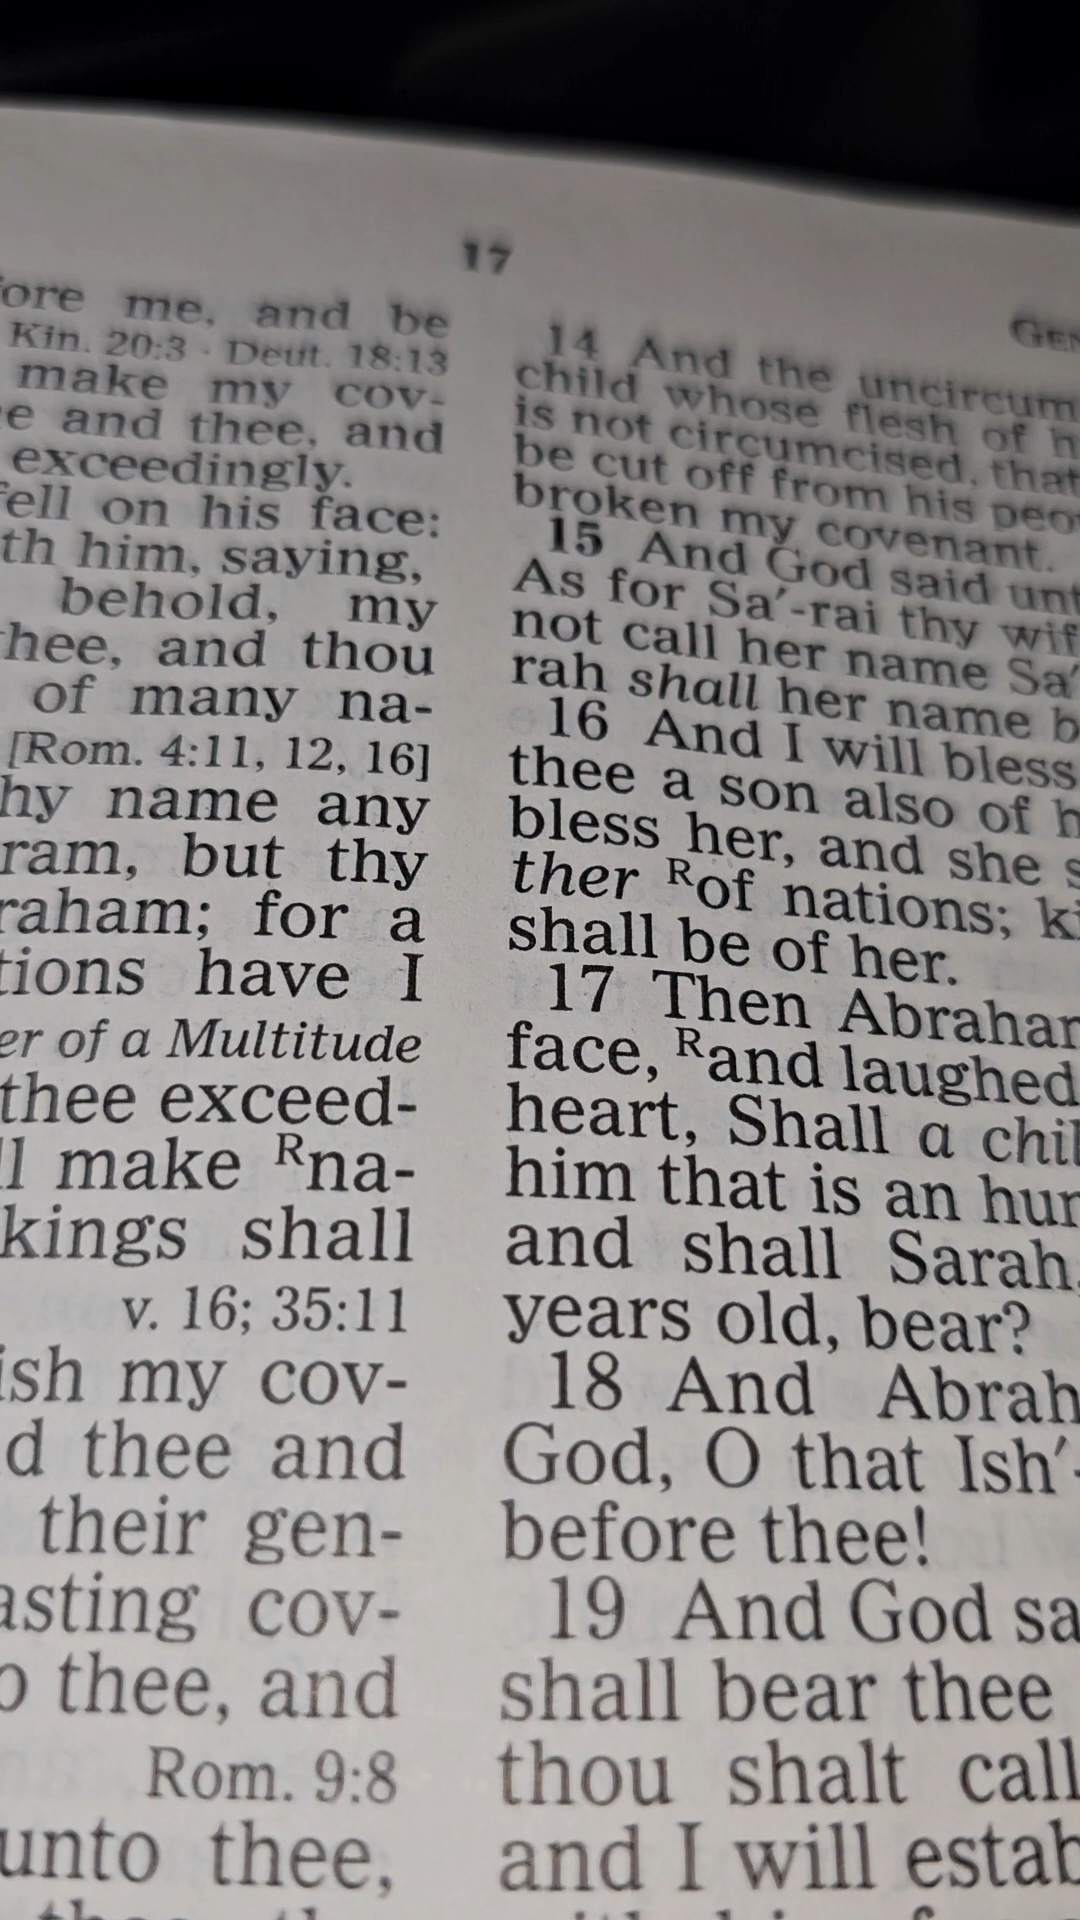 17
GEN
ore me, and be
Kin. 20:3 · Deut. 18:13
make my cov-
e and thee, and
exceedingly.
fell on his face:
th him, saying,
behold, my
hee, and thou
of many na-
[Rom. 4:11, 12, 16]
hy name any
ram, but thy
raham; for a
tions have I
er of a Multitude
thee exceed-
ll make ᴿna-
kings shall
v. 16; 35:11
ish my cov-
d thee and
their gen-
asting cov-
o thee, and
Rom. 9:8
unto thee,
14 And the uncircum
child whose flesh of h
is not circumcised, that
be cut off from his peo
broken my covenant.
15 And God said unt
As for Sa′-rai thy wif
not call her name Sa′
rah shall her name b
16 And I will bless
thee a son also of h
bless her, and she s
ther ᴿof nations; ki
shall be of her.
17 Then Abraham
face, ᴿand laughed
heart, Shall a chil
him that is an hun
and shall Sarah,
years old, bear?
18 And Abrah
God, O that Ish′-
before thee!
19 And God sa
shall bear thee
thou shalt call
and I will estab